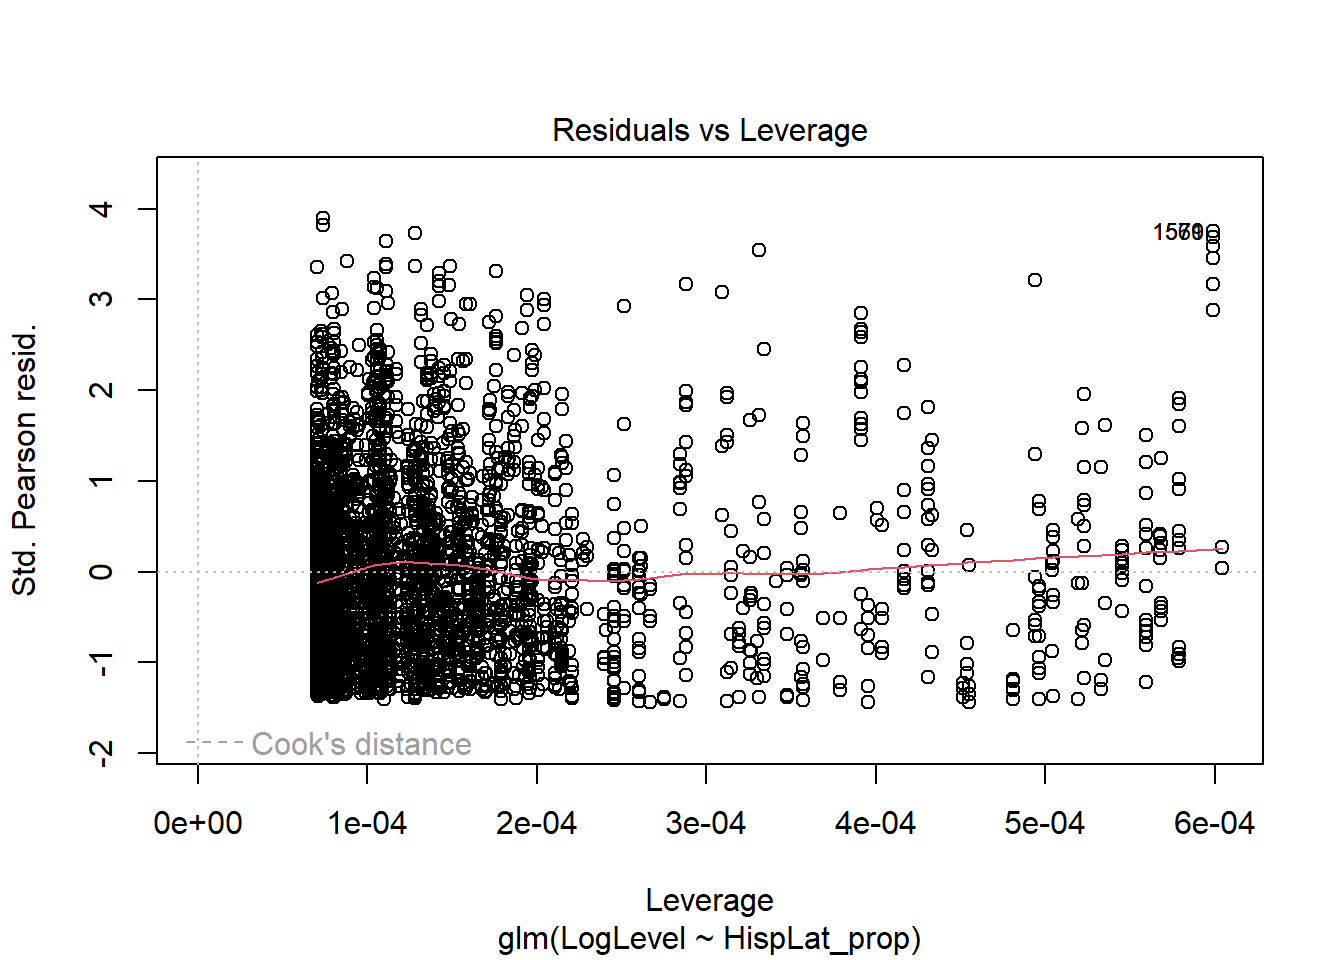 Residuals vs Leverage
Std. Pearson resid.
4
3
2
1
0
-1
-2
Cook's distance
0e+00 1e-04 2e-04 3e-04 4e-04 5e-04 6e-04
Leverage
glm(LogLevel ~ HispLat_prop)